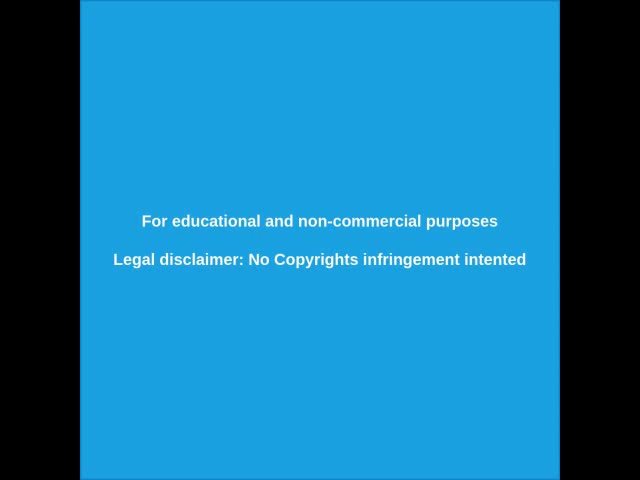 For educational and non-commercial purposes
Legal disclaimer: No Copyrights infringement intented